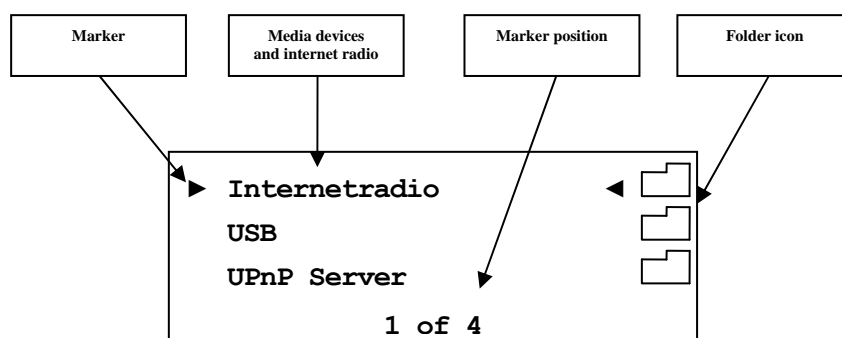 Marker
Media devices
and internet radio
Marker position
Folder icon
Internetradio
USB
UPnP Server
1 of 4